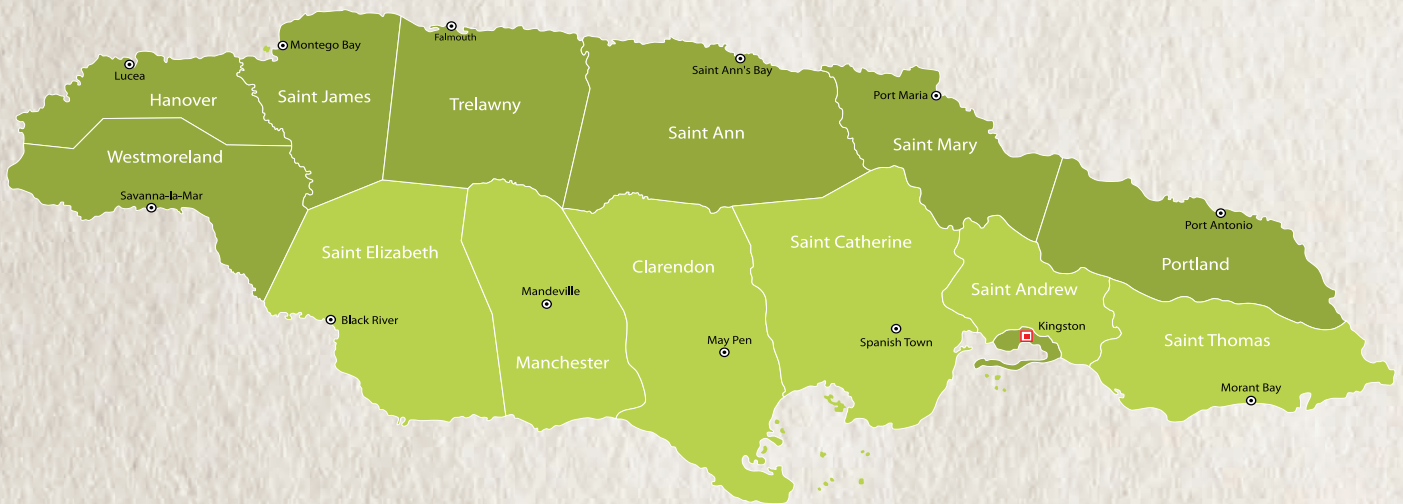 Montego Bay
Falmouth
Saint Ann's Bay
Lucea
Hanover
Saint James
Trelawny
Port Maria
Saint Ann
Saint Mary
Westmoreland
Savanna-la-Mar
Port Antonio
Saint Elizabeth
Saint Catherine
Clarendon
Portland
Mandeville
Saint Andrew
Black River
Kingston
Spanish Town
May Pen
Saint Thomas
Manchester
Morant Bay